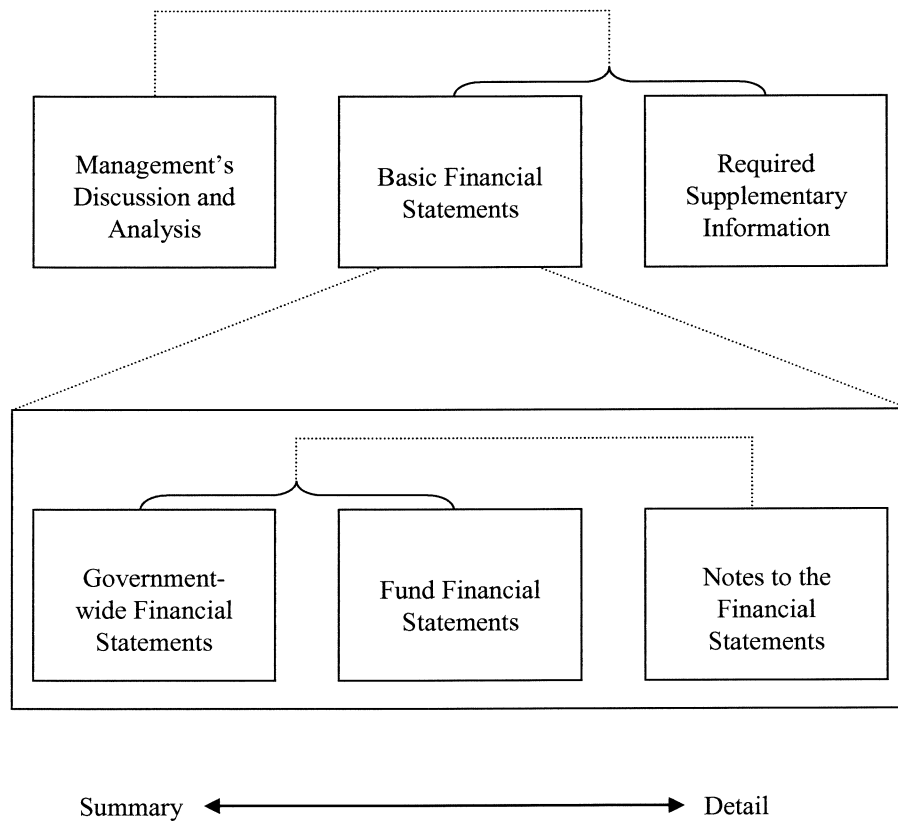 Management’s
Discussion and
Analysis
Basic Financial
Statements
Required
Supplementary
Information
Government-
wide Financial
Statements
Fund Financial
Statements
Notes to the
Financial
Statements
Summary
Detail